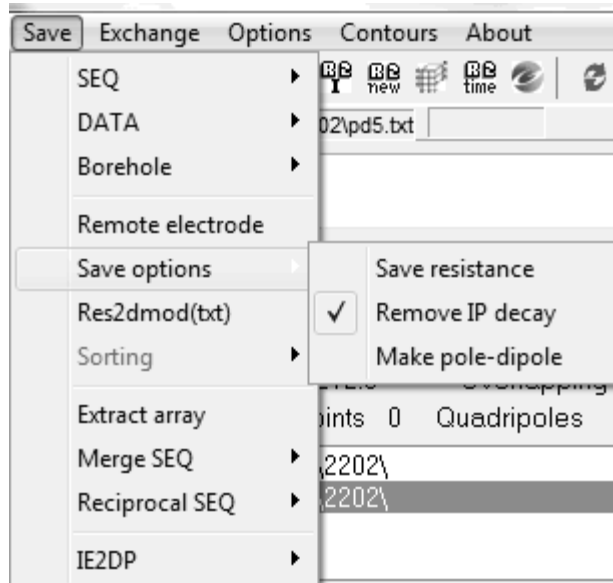 Save Exchange Options Contours About
SEQ
new time
DATA
02\pd5.txt
Borehole
Remote electrode
Save options
Save resistance
Res2dmod(txt)
Remove IP decay
Sorting
Make pole-dipole
Extract array
ints 0 Quadripoles
Merge SEQ
\2202\
Reciprocal SEQ
\2202\
IE2DP